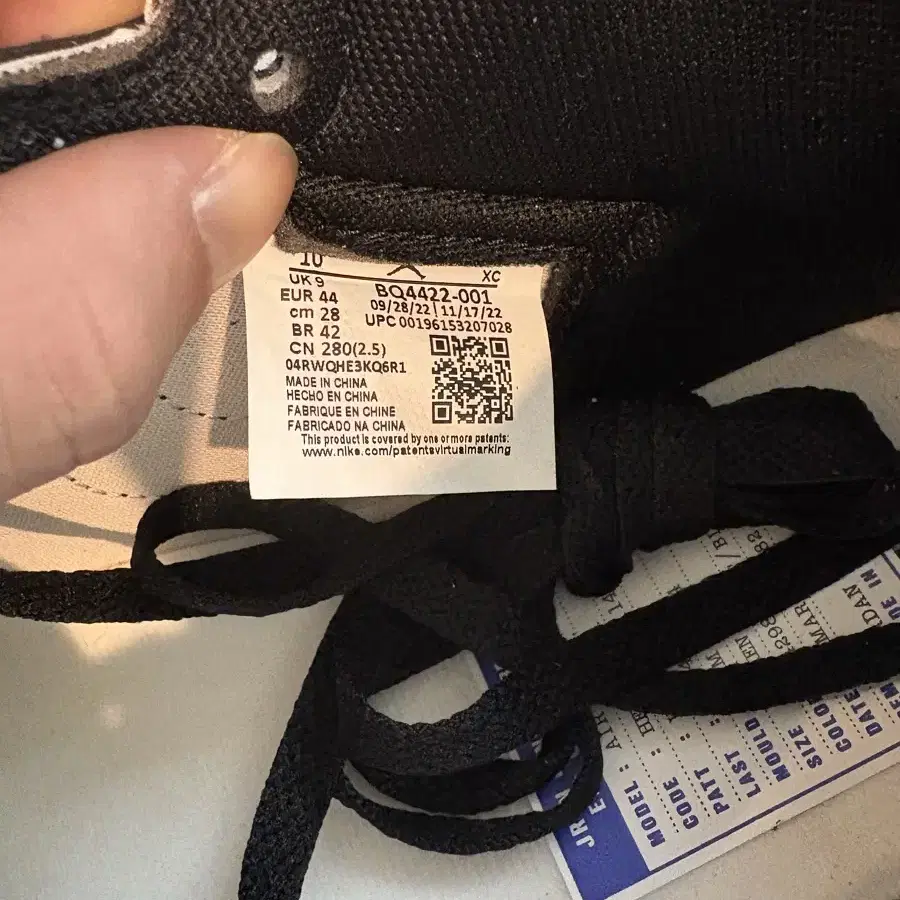 10
UK 9
XC
EUR 44
BQ4422-001
cm 28
09/28/22 | 11/17/22
BR 42
UPC 00196153207028
CN 280(2.5)
04RWQHE3KQ6R1
MADE IN CHINA
HECHO EN CHINA
FABRIQUE EN CHINE
FABRICADO NA CHINA
This product is covered by one or more patents:
www.nike.com/patentsvirtualmarking
MODEL :
CODE :
PATT
LAST
MOULD
SIZE
COLO
DATE